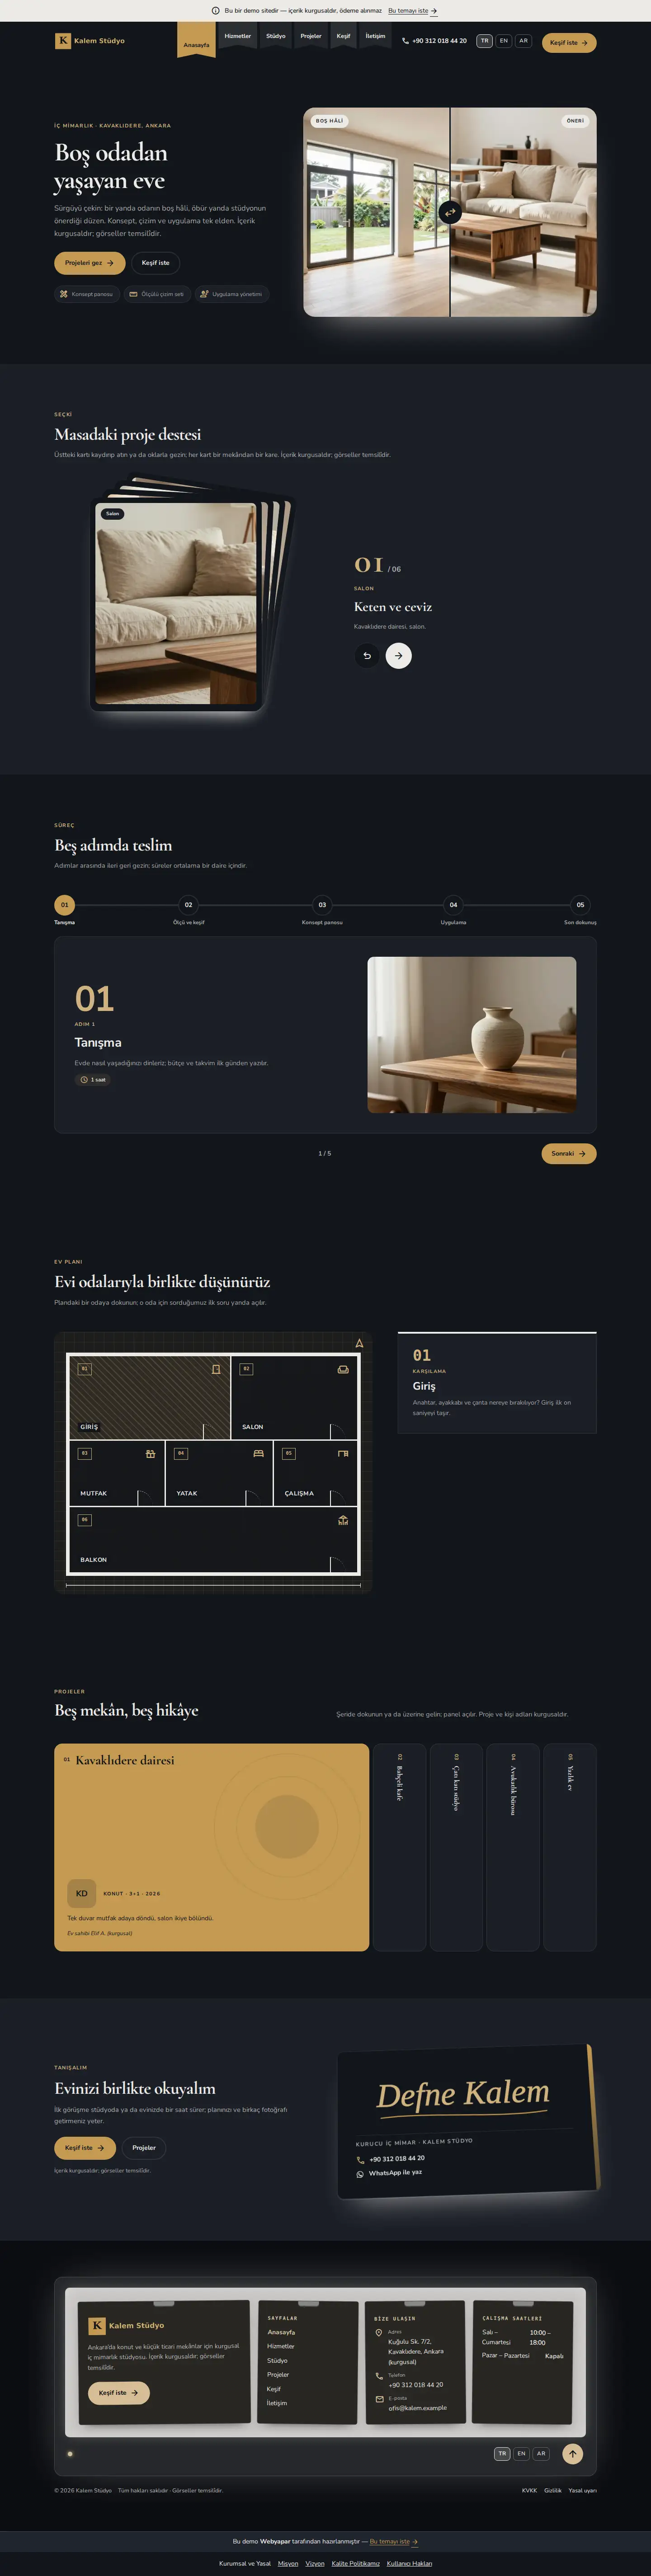 Bu bir demo sitedir — içerik kurgusaldır, ödeme alınmaz Bu temayı iste →
K Kalem Stüdyo
Anasayfa
Hizmetler
Stüdyo
Projeler
Keşif
İletişim
+90 312 018 44 20
TR EN AR
Keşif iste →
İÇ MİMARLIK · KAVAKLIDERE, ANKARA
Boş odadan
yaşayan eve
Sürgüyü çekin: bir yanda odanın boş hâli, öbür yanda stüdyonun
önerdiği düzen. Konsept, çizim ve uygulama tek elden. İçerik
kurgusaldır; görseller temsilîdir.
Projeleri gez →
Keşif iste
Konsept panosu
Ölçülü çizim seti
Uygulama yönetimi
BOŞ HÂLİ
ÖNERİ
SEÇKİ
Masadaki proje destesi
Üstteki kartı kaydırıp atın ya da oklarla gezin; her kart bir mekândan bir kare. İçerik kurgusaldır; görseller temsilîdir.
Salon
01 / 06
SALON
Keten ve ceviz
Kavaklıdere dairesi, salon.
SÜREÇ
Beş adımda teslim
Adımlar arasında ileri geri gezin; süreler ortalama bir daire içindir.
01
02
03
04
05
Tanışma
Ölçü ve keşif
Konsept panosu
Uygulama
Son dokunuş
01
ADIM 1
Tanışma
Evde nasıl yaşadığınızı dinleriz; bütçe ve takvim ilk günden yazılır.
1 saat
1 / 5
Sonraki →
EV PLANI
Evi odalarıyla birlikte düşünürüz
Plandaki bir odaya dokunun; o oda için sorduğumuz ilk soru yanda açılır.
01
GİRİŞ
02
SALON
03
MUTFAK
04
YATAK
05
ÇALIŞMA
06
BALKON
01
KARŞILAMA
Giriş
Anahtar, ayakkabı ve çanta nereye bırakılıyor? Giriş ilk on
saniyeyi taşır.
PROJELER
Beş mekân, beş hikâye
Şeride dokunun ya da üzerine gelin; panel açılır. Proje ve kişi adları kurgusaldır.
01 Kavaklıdere dairesi
KD
KONUT · 3+1 · 2026
Tek duvar mutfak adaya döndü, salon ikiye bölündü.
Ev sahibi Elif A. (kurgusal)
02 Bahçeli kafe
03 Çatı katı stüdyo
04 Avukatlık bürosu
05 Yazlık ev
TANIŞALIM
Evinizi birlikte okuyalım
İlk görüşme stüdyoda ya da evinizde bir saat sürer; planınızı ve birkaç fotoğrafı
getirmeniz yeter.
Keşif iste →
Projeler
İçerik kurgusaldır; görseller temsilîdir.
Defne Kalem
KURUCU İÇ MİMAR · KALEM STÜDYO
+90 312 018 44 20
WhatsApp ile yaz
K Kalem Stüdyo
Ankara'da konut ve küçük ticari mekânlar için kurgusal
iç mimarlık stüdyosu. İçerik kurgusaldır; görseller
temsilîdir.
Keşif iste →
SAYFALAR
Anasayfa
Hizmetler
Stüdyo
Projeler
Keşif
İletişim
BİZE ULAŞIN
Adres
Kuğulu Sk. 7/2,
Kavaklıdere, Ankara
(kurgusal)
Telefon
+90 312 018 44 20
E-posta
ofis@kalem.example
ÇALIŞMA SAATLERİ
Salı – Cumartesi 10:00 – 18:00
Pazar – Pazartesi Kapalı
TR EN AR
© 2026 Kalem Stüdyo Tüm hakları saklıdır · Görseller temsilîdir.
KVKK Gizlilik Yasal uyarı
Bu demo Webyapar tarafından hazırlanmıştır — Bu temayı iste →
Kurumsal ve Yasal Misyon Vizyon Kalite Politikamız Kullanıcı Hakları